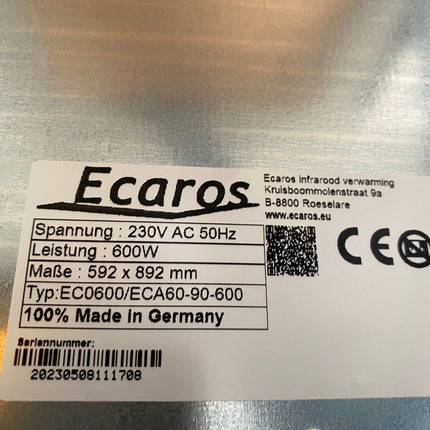 Ecaros
Ecaros infrarood verwarming
Kruisboommolenstraat 9a
B-8800 Roeselare
www.ecaros.eu
Spannung : 230V AC 50Hz
Leistung : 600W
Maße : 592 x 892 mm
Typ:EC0600/ECA60-90-600
100% Made in Germany
CE
Seriennummer:
20230508111708